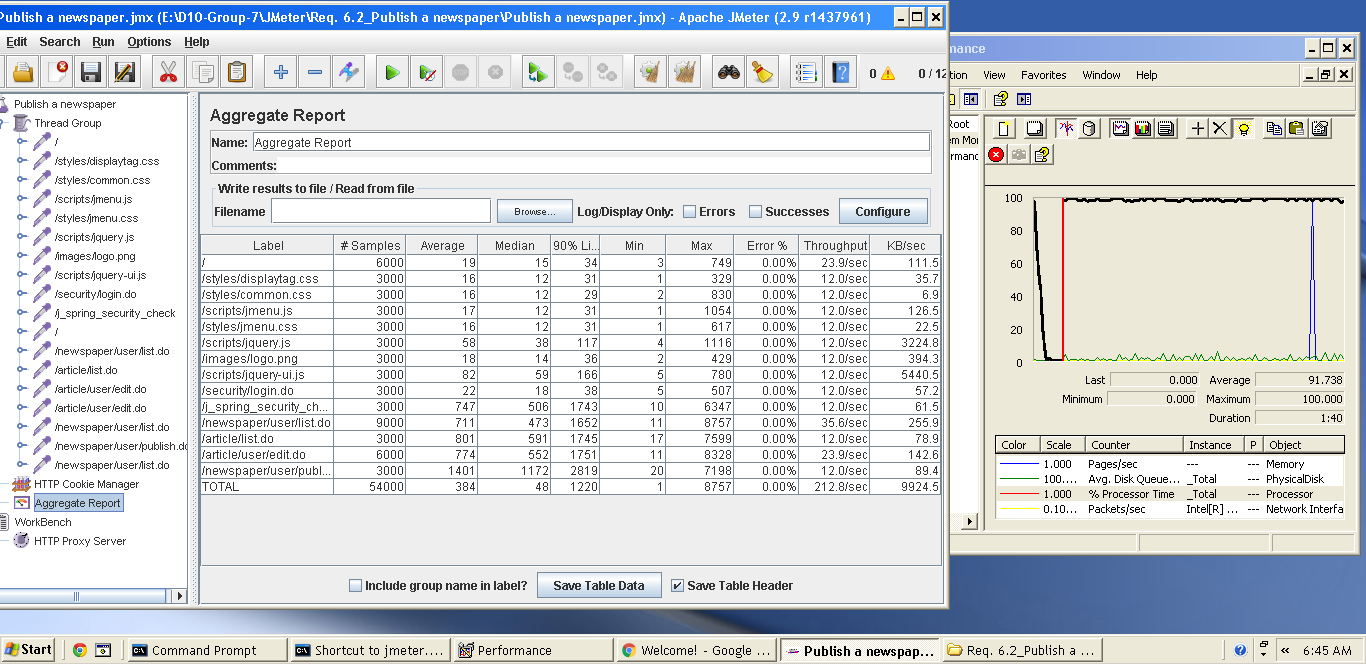 Publish a newspaper.jmx (E:\D10-Group-7\JMeter\Req. 6.2_Publish a newspaper\Publish a newspaper.jmx) - Apache JMeter (2.9 r1437961)
Edit Search Run Options Help
0 0 / 12
Publish a newspaper
Thread Group
/
/styles/displaytag.css
/styles/common.css
/scripts/jmenu.js
/styles/jmenu.css
/scripts/jquery.js
/images/logo.png
/scripts/jquery-ui.js
/security/login.do
/j_spring_security_check
/
/newspaper/user/list.do
/article/list.do
/article/user/edit.do
/article/user/edit.do
/newspaper/user/list.do
/newspaper/user/publish.do
/newspaper/user/list.do
HTTP Cookie Manager
Aggregate Report
WorkBench
HTTP Proxy Server
Aggregate Report
Name: Aggregate Report
Comments:
Write results to file / Read from file
Filename Browse... Log/Display Only: Errors Successes Configure
Label # Samples Average Median 90% Li... Min Max Error % Throughput KB/sec
/ 6000 19 15 34 3 749 0.00% 23.9/sec 111.5
/styles/displaytag.css 3000 16 12 31 1 329 0.00% 12.0/sec 35.7
/styles/common.css 3000 16 12 29 2 830 0.00% 12.0/sec 6.9
/scripts/jmenu.js 3000 17 12 31 1 1054 0.00% 12.0/sec 126.5
/styles/jmenu.css 3000 16 12 31 1 617 0.00% 12.0/sec 22.5
/scripts/jquery.js 3000 58 38 117 4 1116 0.00% 12.0/sec 3224.8
/images/logo.png 3000 18 14 36 2 429 0.00% 12.0/sec 394.3
/scripts/jquery-ui.js 3000 82 59 166 5 780 0.00% 12.0/sec 5440.5
/security/login.do 3000 22 18 38 5 507 0.00% 12.0/sec 57.2
/j_spring_security_ch... 3000 747 506 1743 10 6347 0.00% 12.0/sec 61.5
/newspaper/user/list.do 9000 711 473 1652 11 8757 0.00% 35.6/sec 255.9
/article/list.do 3000 801 591 1745 17 7599 0.00% 12.0/sec 78.9
/article/user/edit.do 6000 774 552 1751 11 8328 0.00% 23.9/sec 142.6
/newspaper/user/publ... 3000 1401 1172 2819 20 7198 0.00% 12.0/sec 89.4
TOTAL 54000 384 48 1220 1 8757 0.00% 212.8/sec 9924.5
Include group name in label? Save Table Data Save Table Header
mance
tion View Favorites Window Help
Root
em Mon
ormanc
100
80
60
40
20
0
Last 0.000 Average 91.738
Minimum 0.000 Maximum 100.000
Duration 1:40
Color Scale Counter Instance P Object
1.000 Pages/sec --- --- Memory
100.... Avg. Disk Queue... _Total --- PhysicalDisk
1.000 % Processor Time _Total --- Processor
0.10... Packets/sec Intel[R] ... --- Network Interfa
Start Command Prompt Shortcut to jmeter.... Performance Welcome! - Google ... Publish a newspap... Req. 6.2_Publish a ... « 6:45 AM